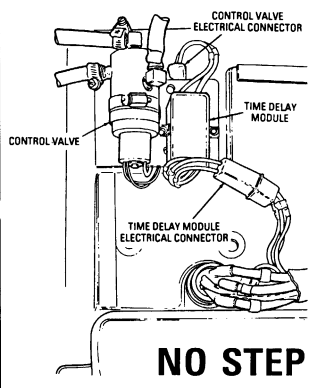 CONTROL VALVE
ELECTRICAL CONNECTOR
TIME DELAY
MODULE
CONTROL VALVE
TIME DELAY MODULE
ELECTRICAL CONNECTOR
NO STEP